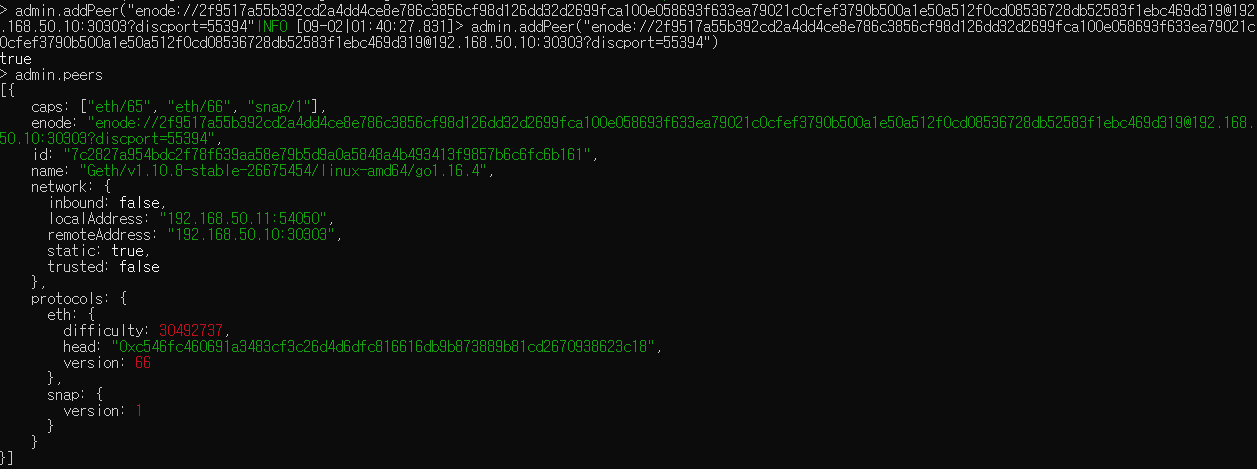 > admin.addPeer("enode://2f9517a55b392cd2a4dd4ce8e786c3856cf98d126dd32d2699fca100e058693f633ea79021c0cfef3790b500a1e50a512f0cd08536728db52583f1ebc469d319@192
.168.50.10:30303?discport=55394"INFO [09-02|01:40:27.831]> admin.addPeer("enode://2f9517a55b392cd2a4dd4ce8e786c3856cf98d126dd32d2699fca100e058693f633ea79021c
0cfef3790b500a1e50a512f0cd08536728db52583f1ebc469d319@192.168.50.10:30303?discport=55394")
true
> admin.peers
[{
caps: ["eth/65", "eth/66", "snap/1"],
enode: "enode://2f9517a55b392cd2a4dd4ce8e786c3856cf98d126dd32d2699fca100e058693f633ea79021c0cfef3790b500a1e50a512f0cd08536728db52583f1ebc469d319@192.168.
50.10:30303?discport=55394",
id: "7c2827a954bdc2f78f639aa58e79b5d9a0a5848a4b493413f9857b6c6fc6b161",
name: "Geth/v1.10.8-stable-26675454/linux-amd64/go1.16.4",
network: {
inbound: false,
localAddress: "192.168.50.11:54050",
remoteAddress: "192.168.50.10:30303",
static: true,
trusted: false
},
protocols: {
eth: {
difficulty: 30492737,
head: "0xc546fc460691a3483cf3c26d4d6dfc816616db9b873889b81cd2670938623c18",
version: 66
},
snap: {
version: 1
}
}
}]